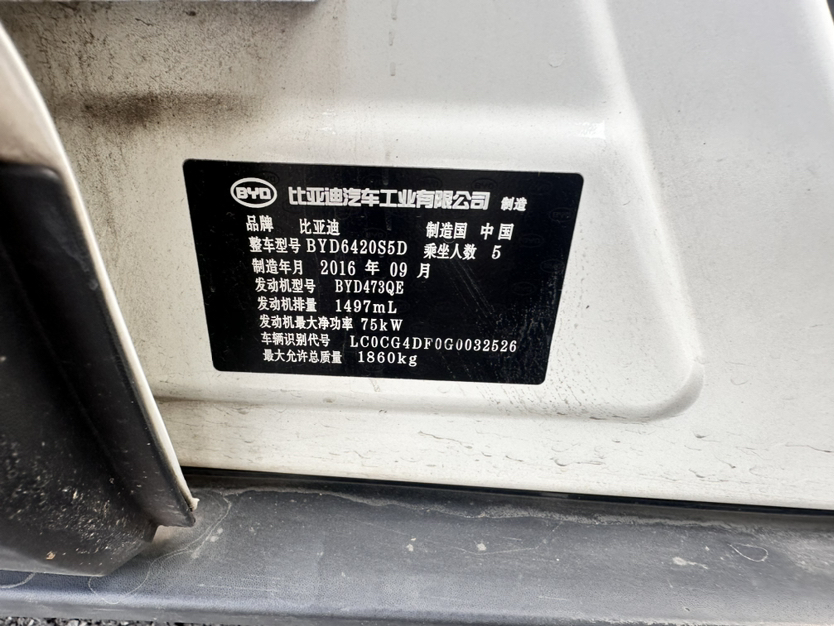 BYD 比亚迪汽车工业有限公司 制造
品牌 比亚迪 制造国 中国
整车型号 BYD6420S5D 乘坐人数 5
制造年月 2016 年 09 月
发动机型号 BYD473QE
发动机排量 1497mL
发动机最大净功率 75kW
车辆识别代号 LC0CG4DF0G0032526
最大允许总质量 1860kg